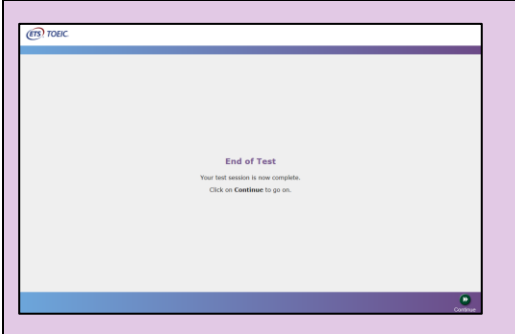 ETS TOEIC
End of Test
Your test session is now complete.
Click on Continue to go on.
Continue